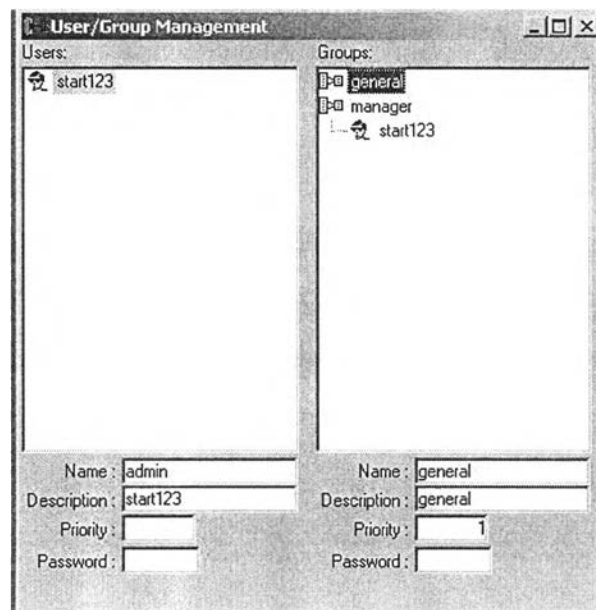 User/Group Management
Users:
start123
Groups:
general
manager
start123
Name : admin
Description : start123
Priority :
Password :
Name : general
Description : general
Priority : 1
Password :